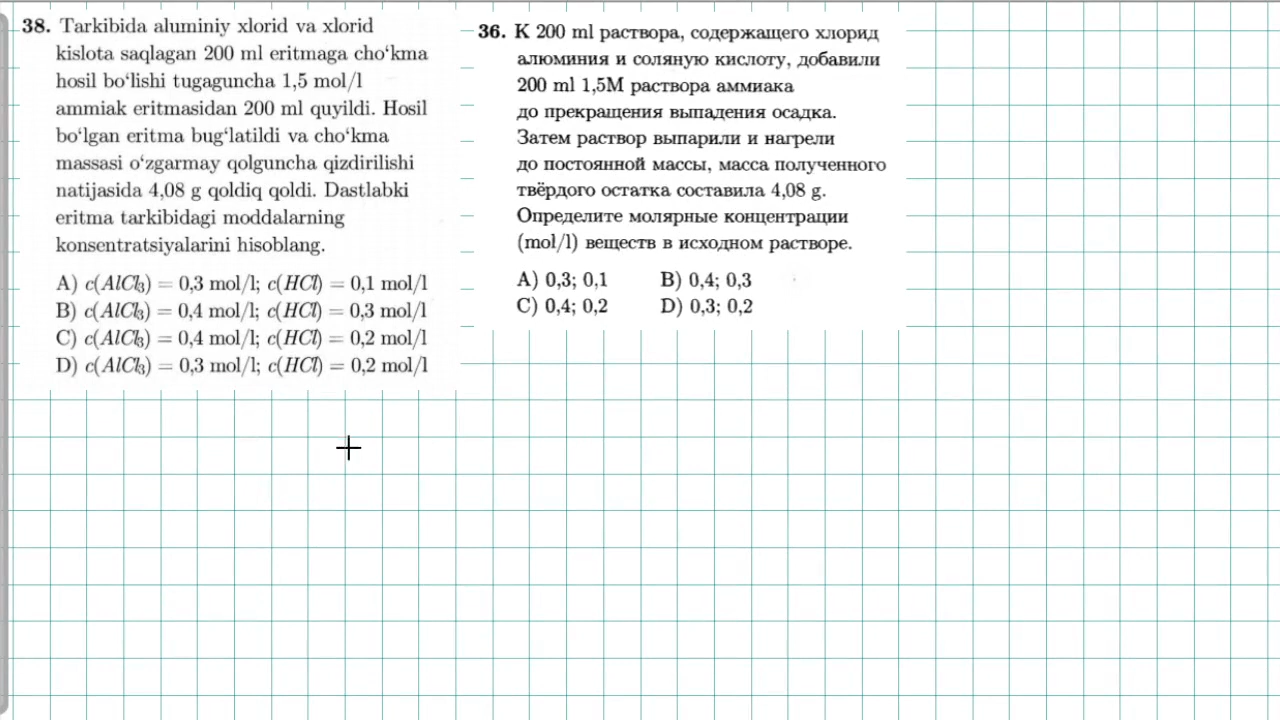 38. Tarkibida aluminiy xlorid va xlorid
kislota saqlagan 200 ml eritmaga cho‘kma
hosil bo‘lishi tugaguncha 1,5 mol/l
ammiak eritmasidan 200 ml quyildi. Hosil
bo‘lgan eritma bug‘latildi va cho‘kma
massasi o‘zgarmay qolguncha qizdirilishi
natijasida 4,08 g qoldiq qoldi. Dastlabki
eritma tarkibidagi moddalarning
konsentratsiyalarini hisoblang.
A) c(AlCl₃) = 0,3 mol/l; c(HCl) = 0,1 mol/l
B) c(AlCl₃) = 0,4 mol/l; c(HCl) = 0,3 mol/l
C) c(AlCl₃) = 0,4 mol/l; c(HCl) = 0,2 mol/l
D) c(AlCl₃) = 0,3 mol/l; c(HCl) = 0,2 mol/l
36. К 200 ml раствора, содержащего хлорид
алюминия и соляную кислоту, добавили
200 ml 1,5M раствора аммиака
до прекращения выпадения осадка.
Затем раствор выпарили и нагрели
до постоянной массы, масса полученного
твёрдого остатка составила 4,08 g.
Определите молярные концентрации
(mol/l) веществ в исходном растворе.
A) 0,3; 0,1 B) 0,4; 0,3
C) 0,4; 0,2 D) 0,3; 0,2